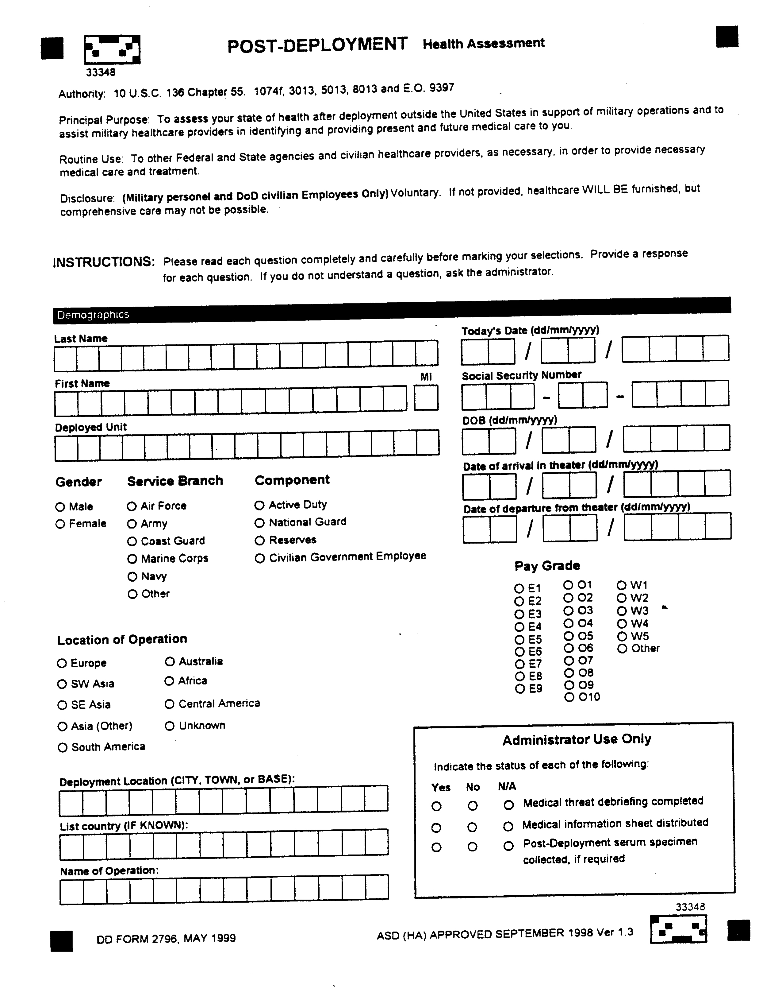 POST-DEPLOYMENT Health Assessment
33348
Authority: 10 U.S.C. 136 Chapter 55. 1074f, 3013, 5013, 8013 and E.O. 9397
Principal Purpose: To assess your state of health after deployment outside the United States in support of military operations and to
assist military healthcare providers in identifying and providing present and future medical care to you.
Routine Use: To other Federal and State agencies and civilian healthcare providers, as necessary, in order to provide necessary
medical care and treatment.
Disclosure: (Military personel and DoD civilian Employees Only) Voluntary. If not provided, healthcare WILL BE furnished, but
comprehensive care may not be possible.
INSTRUCTIONS: Please read each question completely and carefully before marking your selections. Provide a response
for each question. If you do not understand a question, ask the administrator.
Demographics
Last Name
First Name
MI
Deployed Unit
Today's Date (dd/mm/yyyy)
/ /
Social Security Number
- -
DOB (dd/mm/yyyy)
/ /
Date of arrival in theater (dd/mm/yyyy)
/ /
Date of departure from theater (dd/mm/yyyy)
/ /
Gender
Male
Female
Service Branch
Air Force
Army
Coast Guard
Marine Corps
Navy
Other
Component
Active Duty
National Guard
Reserves
Civilian Government Employee
Pay Grade
E1
E2
E3
E4
E5
E6
E7
E8
E9
O1
O2
O3
O4
O5
O6
O7
O8
O9
O10
W1
W2
W3
W4
W5
Other
Location of Operation
Europe
SW Asia
SE Asia
Asia (Other)
South America
Australia
Africa
Central America
Unknown
Deployment Location (CITY, TOWN, or BASE):
List country (IF KNOWN):
Name of Operation:
Administrator Use Only
Indicate the status of each of the following:
Yes No N/A
Medical threat debriefing completed
Medical information sheet distributed
Post-Deployment serum specimen
collected, if required
33348
DD FORM 2796, MAY 1999
ASD (HA) APPROVED SEPTEMBER 1998 Ver 1.3